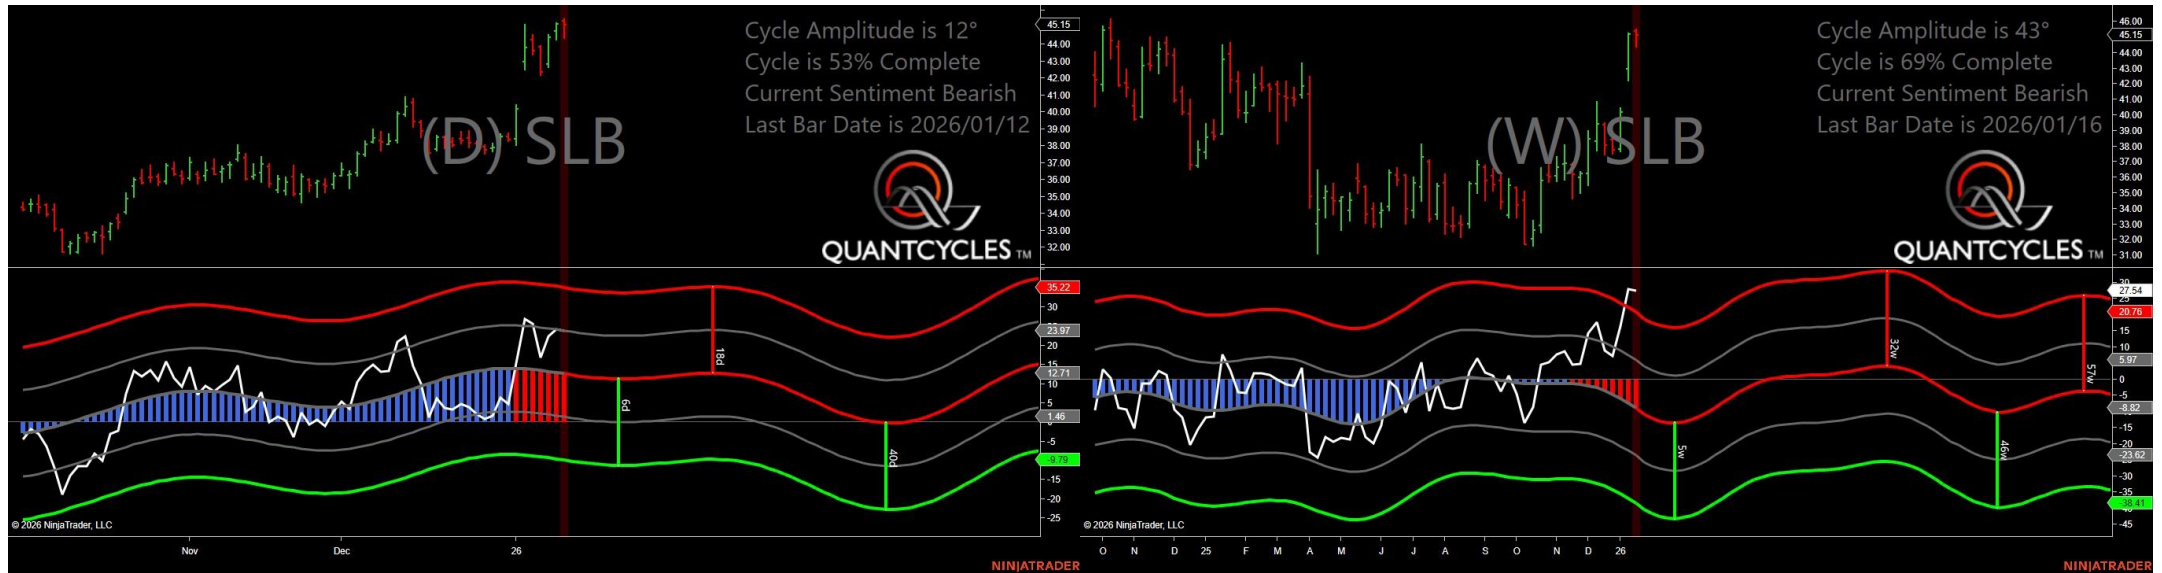 Cycle Amplitude is 12°
Cycle is 53% Complete
Current Sentiment Bearish
Last Bar Date is 2026/01/12
(D) SLB
QUANTCYCLES TM
45.15
44.00
43.00
42.00
41.00
40.00
39.00
38.00
37.00
36.00
35.00
34.00
33.00
32.00
35.22
30
23.97
20
15
12.71
10
5
1.46
-5
-9.79
-15
-20
-25
6d
18d
40d
© 2026 NinjaTrader, LLC
Nov
Dec
26
NINJATRADER
Cycle Amplitude is 43°
Cycle is 69% Complete
Current Sentiment Bearish
Last Bar Date is 2026/01/16
(W) SLB
QUANTCYCLES TM
46.00
45.15
44.00
43.00
42.00
41.00
40.00
39.00
38.00
37.00
36.00
35.00
34.00
33.00
32.00
31.00
30
27.54
25
20.76
15
10
5.97
0
-5
-8.82
-15
-20
-23.62
-30
-35
-38.41
-45
5w
32w
46w
57w
© 2026 NinjaTrader, LLC
O N D 25 F M A M J J A S O N D 26
NINJATRADER